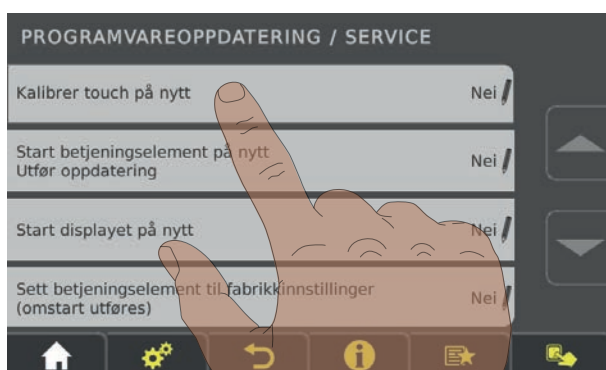 PROGRAMVAREOPPDATERING / SERVICE
Kalibrer touch på nytt Nei
Start betjeningselement på nytt
Utfør oppdatering Nei
Start displayet på nytt Nei
Sett betjeningselement til fabrikkinnstillinger
(omstart utføres) Nei